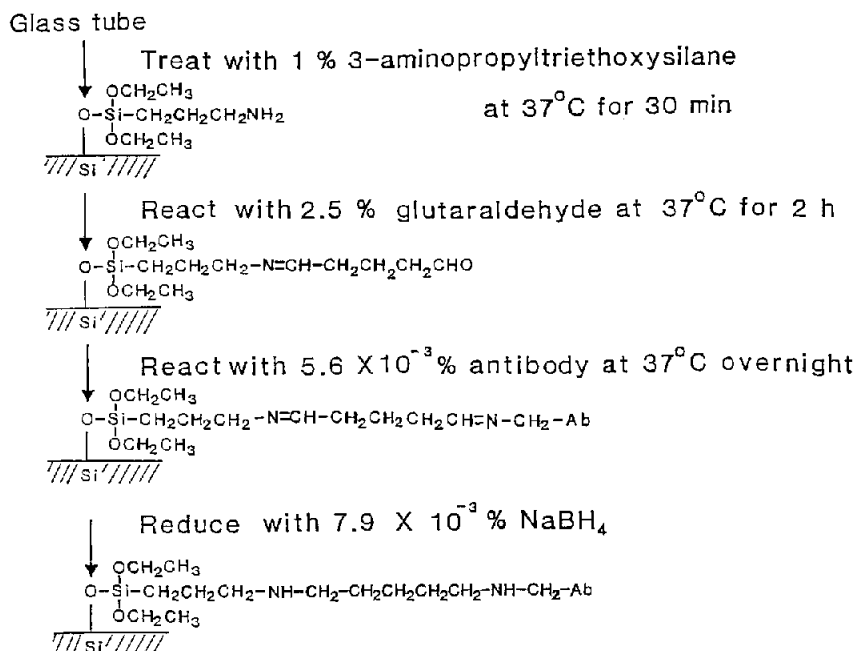 Glass tube
Treat with 1 % 3-aminopropyltriethoxysilane
at 37°C for 30 min
OCH₂CH₃
O-Si-CH₂CH₂CH₂NH₂
OCH₂CH₃
Si
React with 2.5 % glutaraldehyde at 37°C for 2 h
OCH₂CH₃
O-Si-CH₂CH₂CH₂-N=CH-CH₂CH₂CH₂CHO
OCH₂CH₃
Si
React with 5.6 X10⁻³% antibody at 37°C overnight
OCH₂CH₃
O-Si-CH₂CH₂CH₂-N=CH-CH₂CH₂CH₂CH=N-CH₂-Ab
OCH₂CH₃
Si
Reduce with 7.9 X 10⁻³% NaBH₄
OCH₂CH₃
O-Si-CH₂CH₂CH₂-NH-CH₂-CH₂CH₂CH₂CH₂-NH-CH₂-Ab
OCH₂CH₃
Si